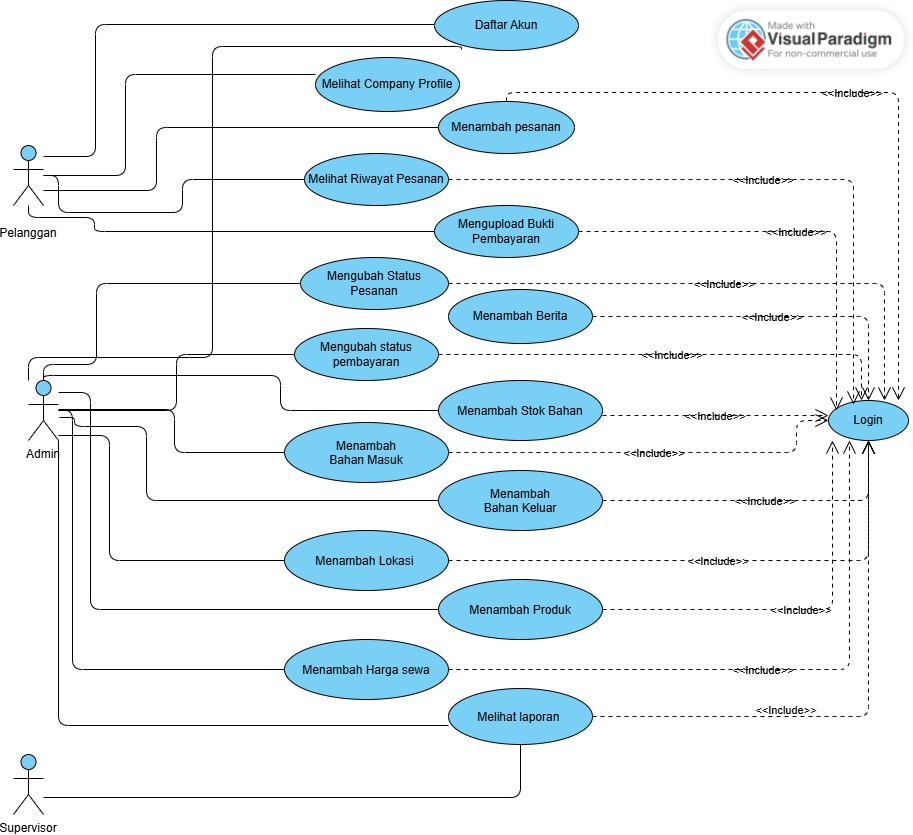 Daftar Akun
Made with
VisualParadigm
For non-commercial use
Melihat Company Profile
<<Include>>
Menambah pesanan
Melihat Riwayat Pesanan
<<Include>>
Pelanggan
Mengupload Bukti
Pembayaran
<<Include>>
Mengubah Status
Pesanan
<<Include>>
Menambah Berita
<<Include>>
Mengubah status
pembayaran
<<Include>>
Menambah Stok Bahan
<<Include>>
Login
Admin
Menambah
Bahan Masuk
<<Include>>
Menambah
Bahan Keluar
<<Include>>
Menambah Lokasi
<<Include>>
Menambah Produk
<<Include>>
Menambah Harga sewa
<<Include>>
Melihat laporan
<<Include>>
Supervisor